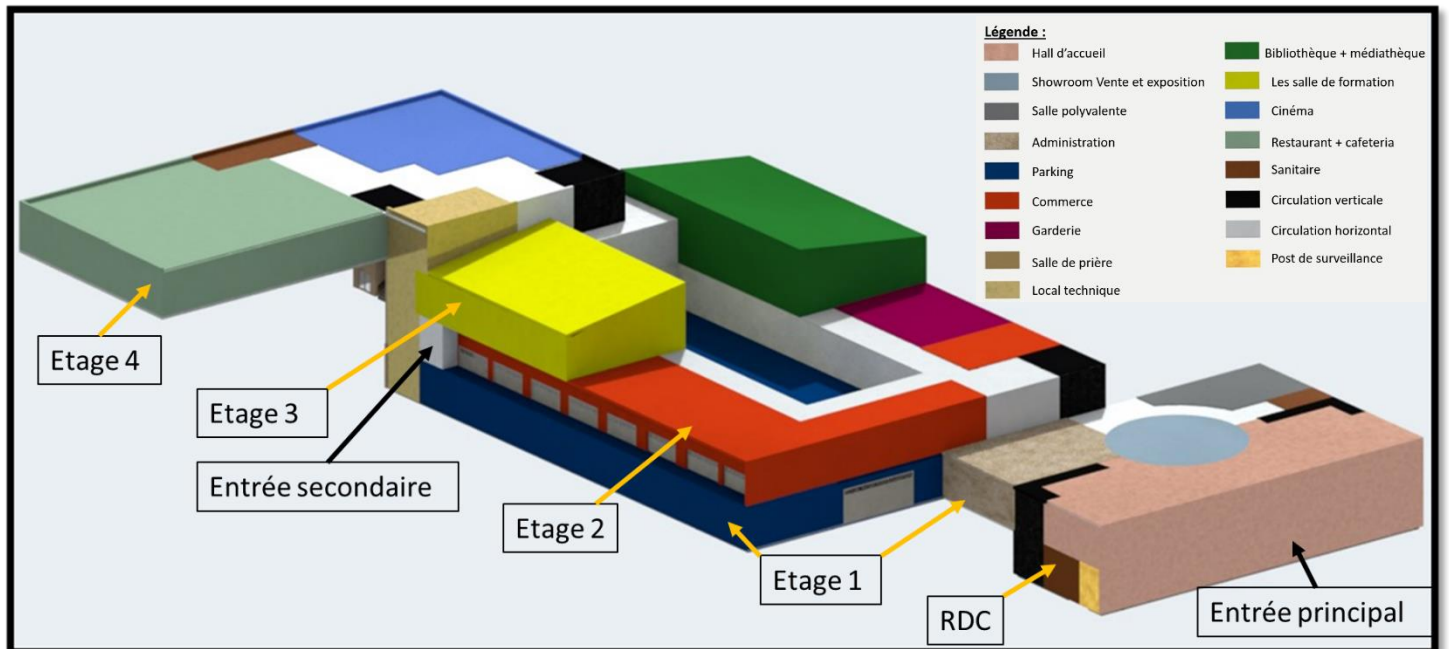 Légende :
Hall d'accueil
Showroom Vente et exposition
Salle polyvalente
Administration
Parking
Commerce
Garderie
Salle de prière
Local technique
Bibliothèque + médiathèque
Les salle de formation
Cinéma
Restaurant + cafeteria
Sanitaire
Circulation verticale
Circulation horizontal
Post de surveillance
Etage 4
Etage 3
Entrée secondaire
Etage 2
Etage 1
RDC
Entrée principal